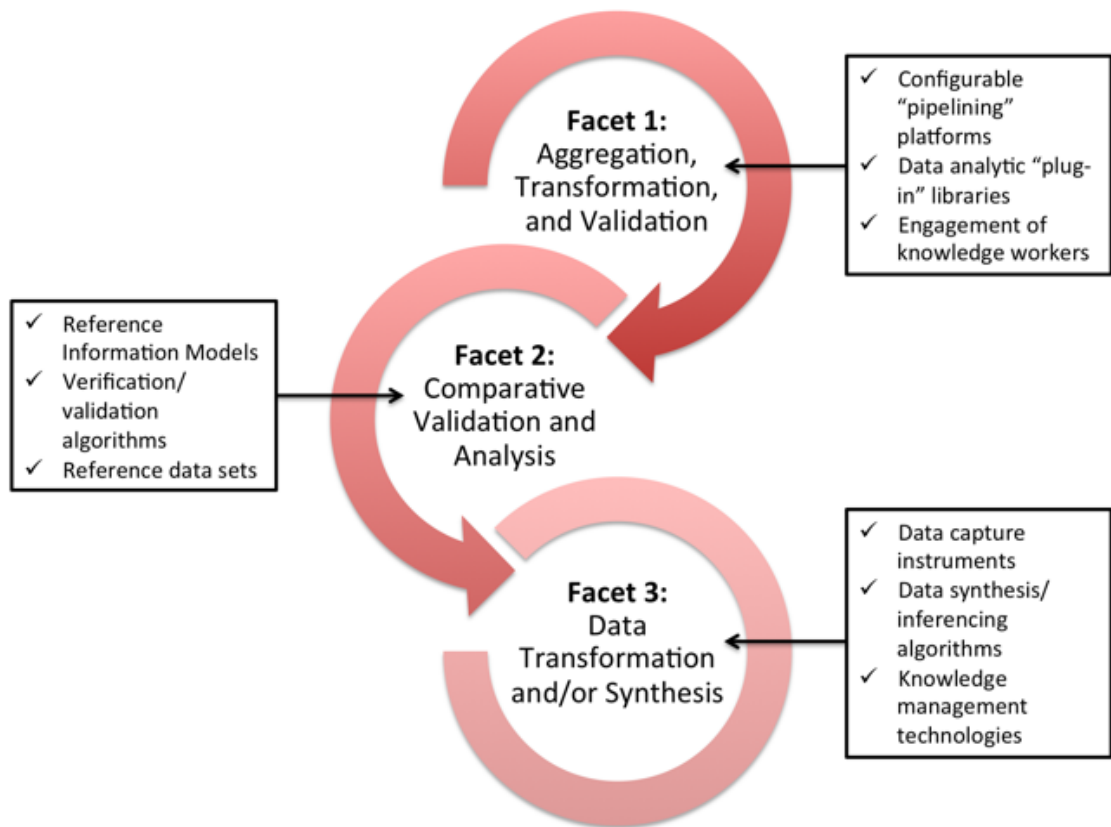 Facet 1:
Aggregation,
Transformation,
and Validation
✓ Configurable
“pipelining”
platforms
✓ Data analytic “plug-
in” libraries
✓ Engagement of
knowledge workers
Facet 2:
Comparative
Validation and
Analysis
✓ Reference
Information Models
✓ Verification/
validation
algorithms
✓ Reference data sets
Facet 3:
Data
Transformation
and/or Synthesis
✓ Data capture
instruments
✓ Data synthesis/
inferencing
algorithms
✓ Knowledge
management
technologies